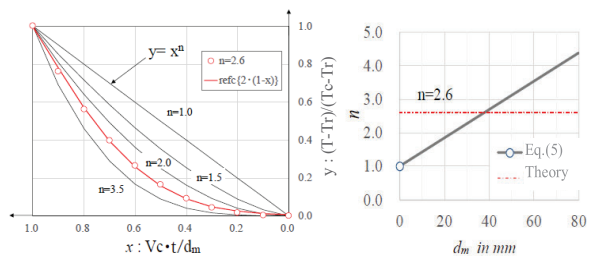 y= xⁿ
n=2.6
refc{2・(1-x)}
n=1.0
n=1.5
n=2.0
n=3.5
1.0
0.8
0.6
0.4
0.2
0.0
1.0 0.8 0.6 0.4 0.2 0.0
x : Vc•t/dm
y : (T-Tr)/(Tc-Tr)
5.0
4.0
3.0
2.0
1.0
0.0
n
n=2.6
Eq.(5)
Theory
0 20 40 60 80
dm in mm